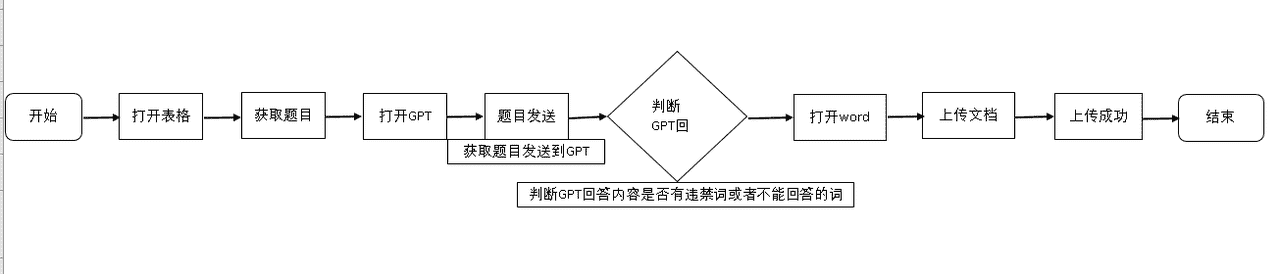 开始
打开表格
获取题目
打开GPT
题目发送
获取题目发送到GPT
判断
GPT回
判断GPT回答内容是否有违禁词或者不能回答的词
打开word
上传文档
上传成功
结束